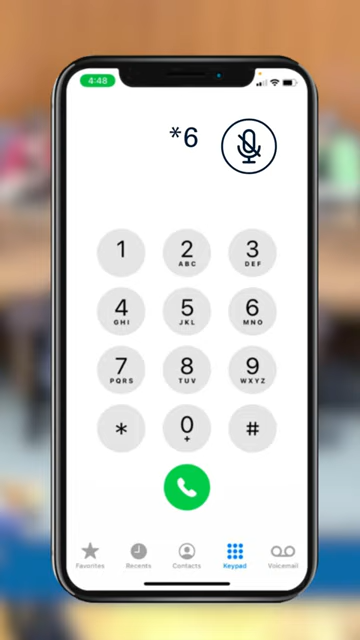 4:48
*6
1 2 3
ABC DEF
4 5 6
GHI JKL MNO
7 8 9
PQRS TUV WXYZ
* 0 #
+
Favorites Recents Contacts Keypad Voicemail